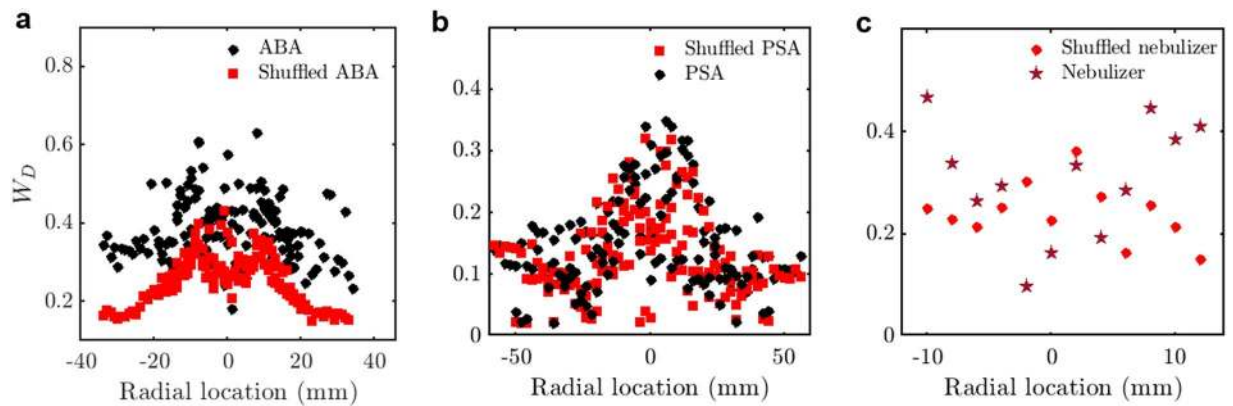 a
ABA
Shuffled ABA
0.8
0.6
0.4
0.2
W_D
-40 -20 0 20 40
Radial location (mm)
b
Shuffled PSA
PSA
0.5
0.4
0.3
0.2
0.1
0
-50 0 50
Radial location (mm)
c
Shuffled nebulizer
Nebulizer
0.4
0.2
0
-10 0 10
Radial location (mm)